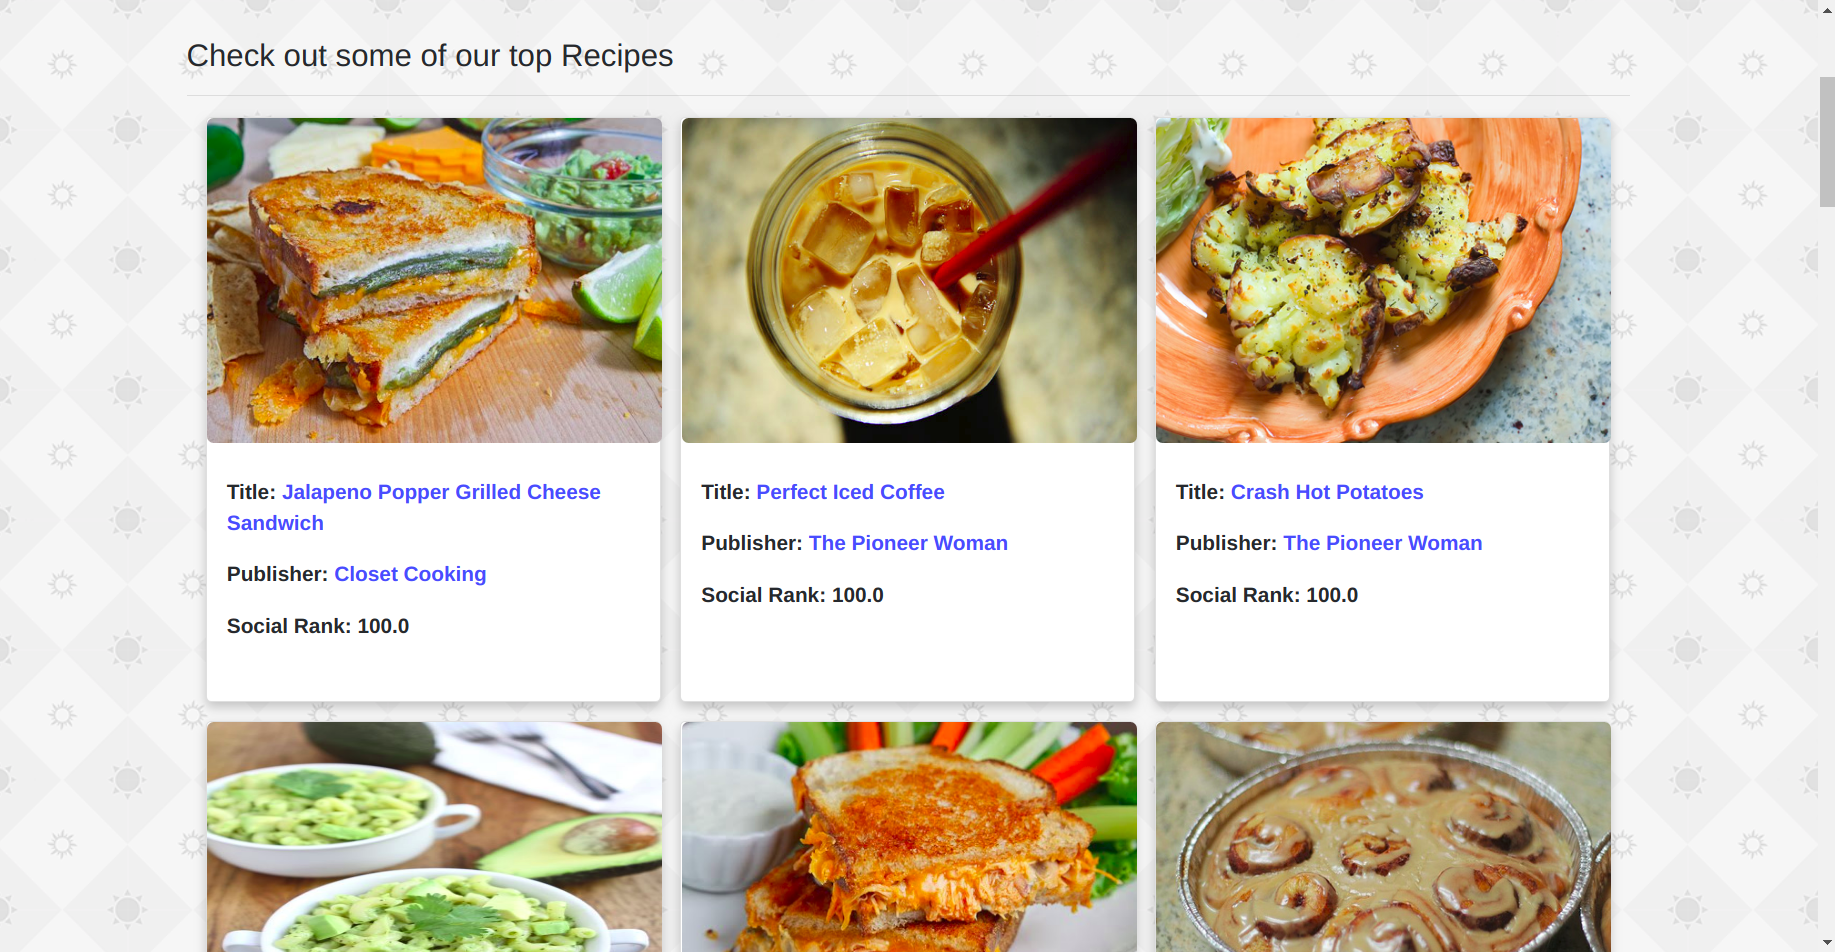 Check out some of our top Recipes
Title: Jalapeno Popper Grilled Cheese
Sandwich
Publisher: Closet Cooking
Social Rank: 100.0
Title: Perfect Iced Coffee
Publisher: The Pioneer Woman
Social Rank: 100.0
Title: Crash Hot Potatoes
Publisher: The Pioneer Woman
Social Rank: 100.0